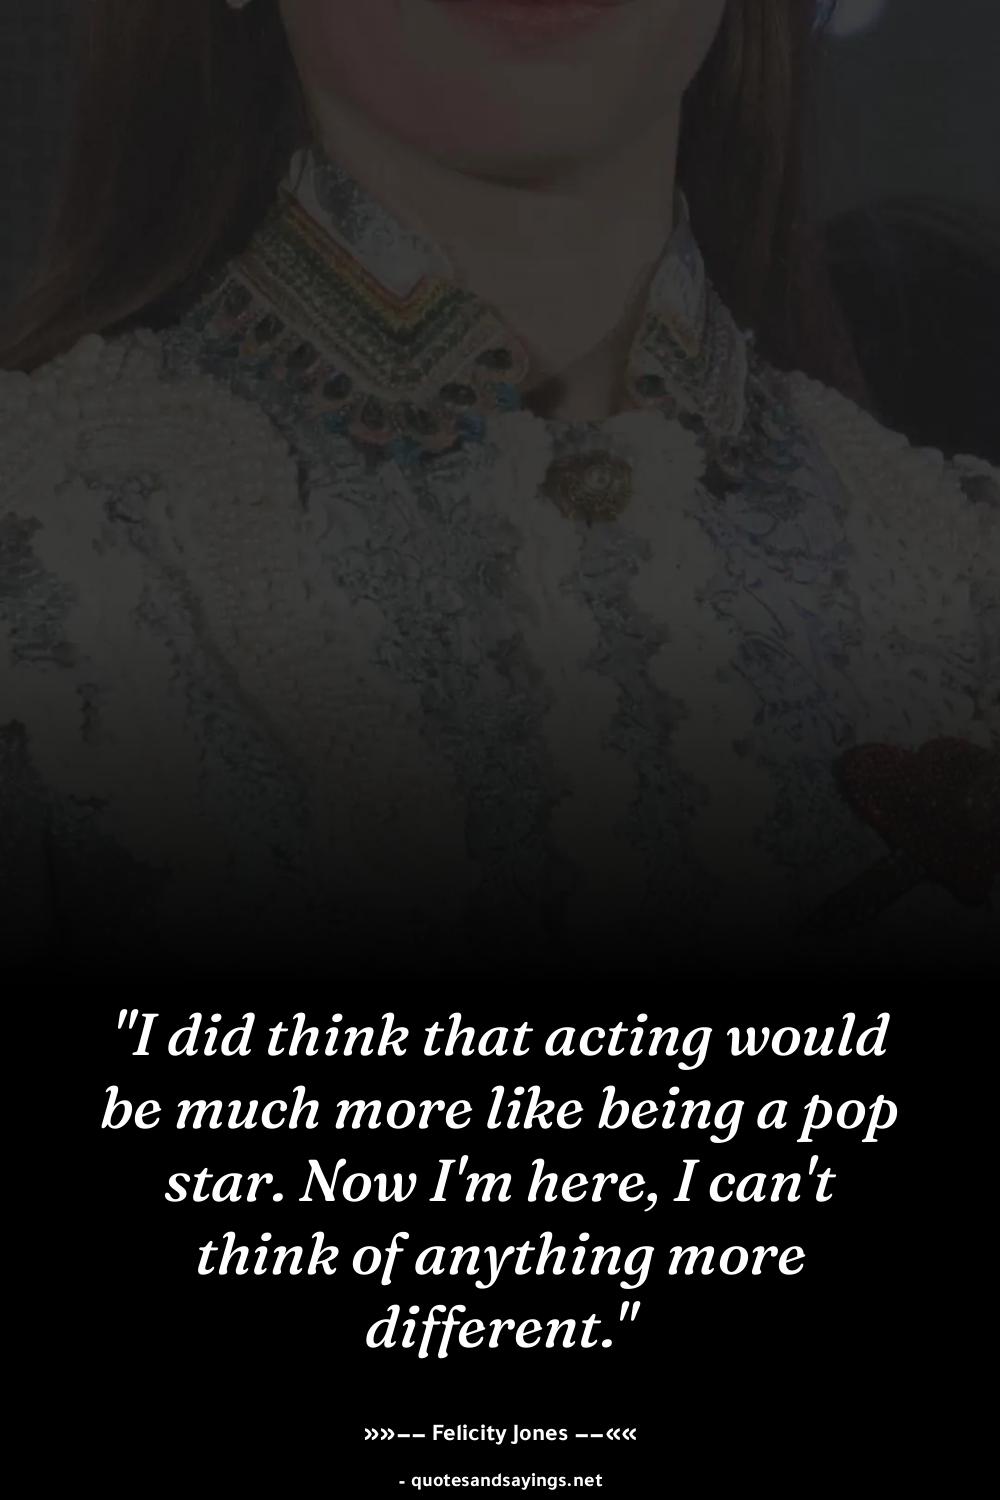 "I did think that acting would
be much more like being a pop
star. Now I'm here, I can't
think of anything more
different."
»»−− Felicity Jones −−««
- quotesandsayings.net